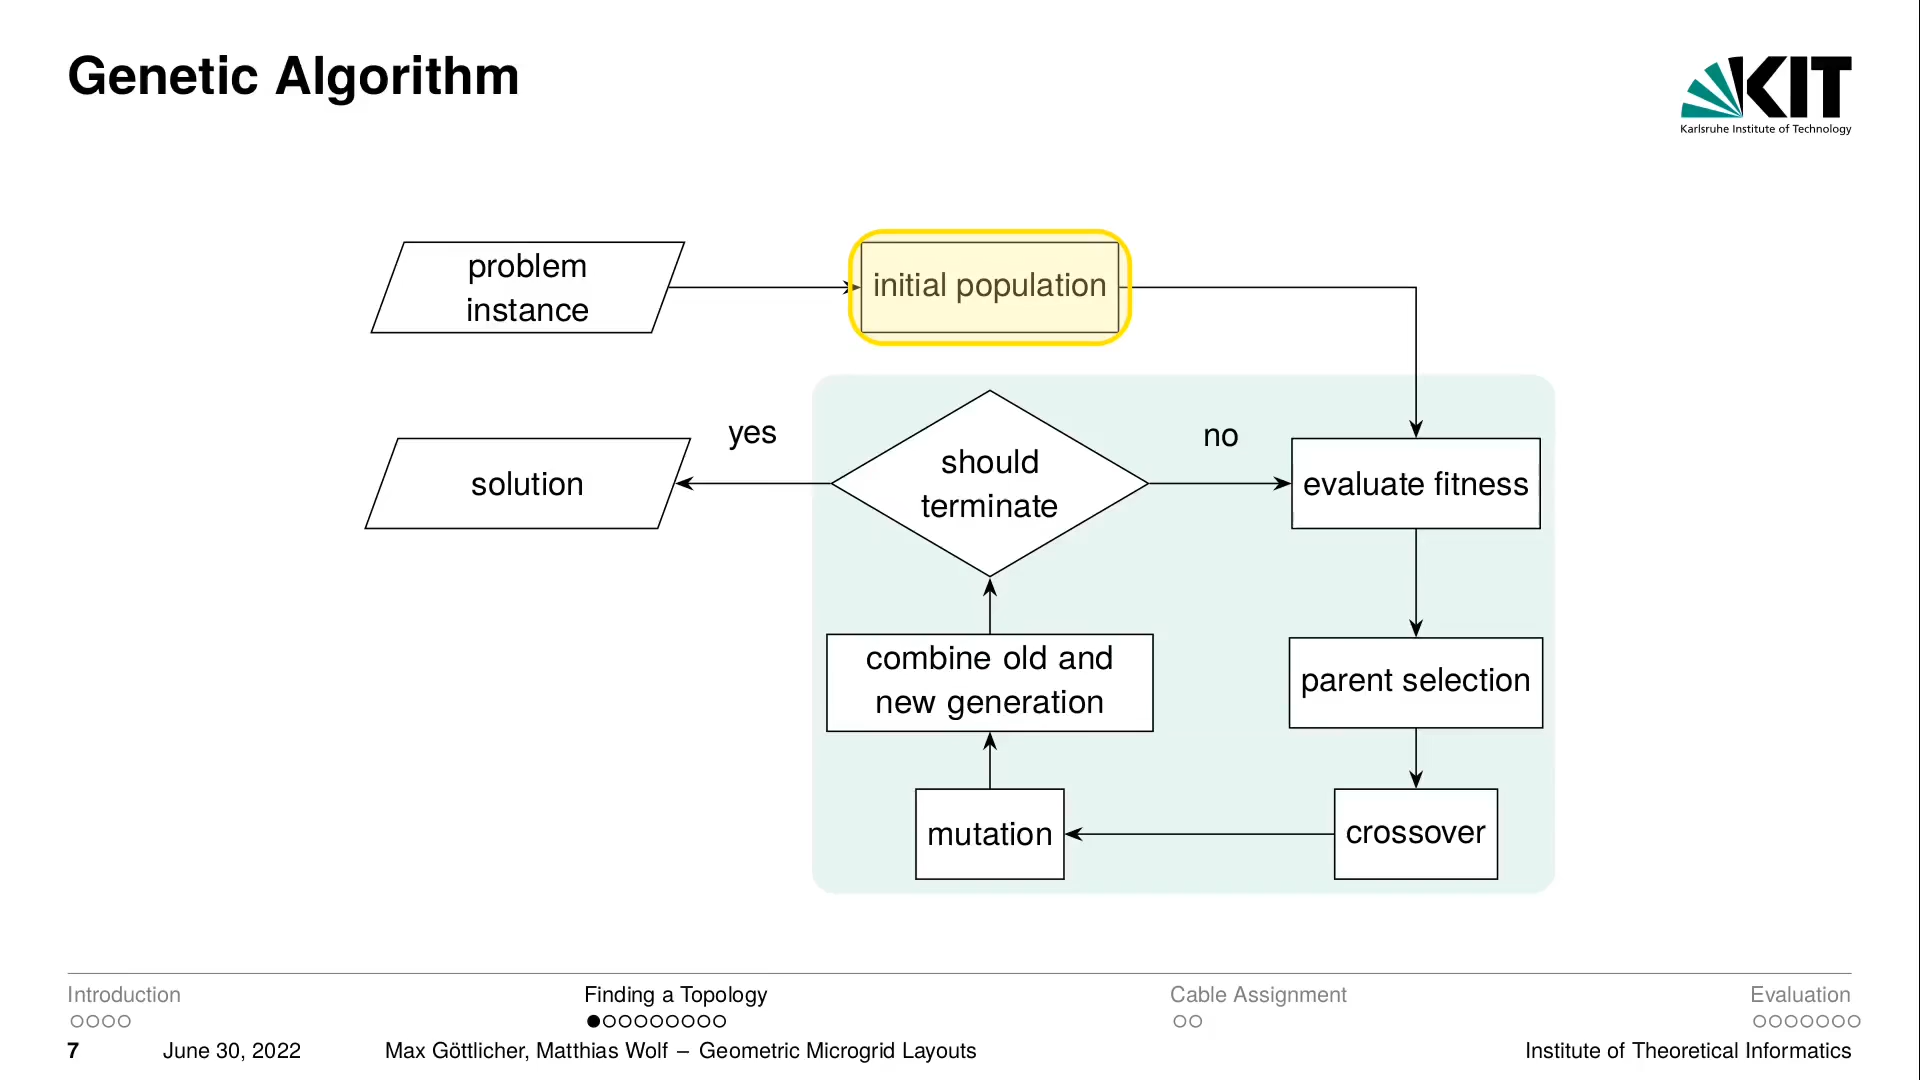 Genetic Algorithm
KIT
Karlsruhe Institute of Technology
problem
instance
initial population
yes
no
solution
should
terminate
evaluate fitness
combine old and
new generation
parent selection
mutation
crossover
Introduction
Finding a Topology
Cable Assignment
Evaluation
7 June 30, 2022 Max Göttlicher, Matthias Wolf – Geometric Microgrid Layouts Institute of Theoretical Informatics